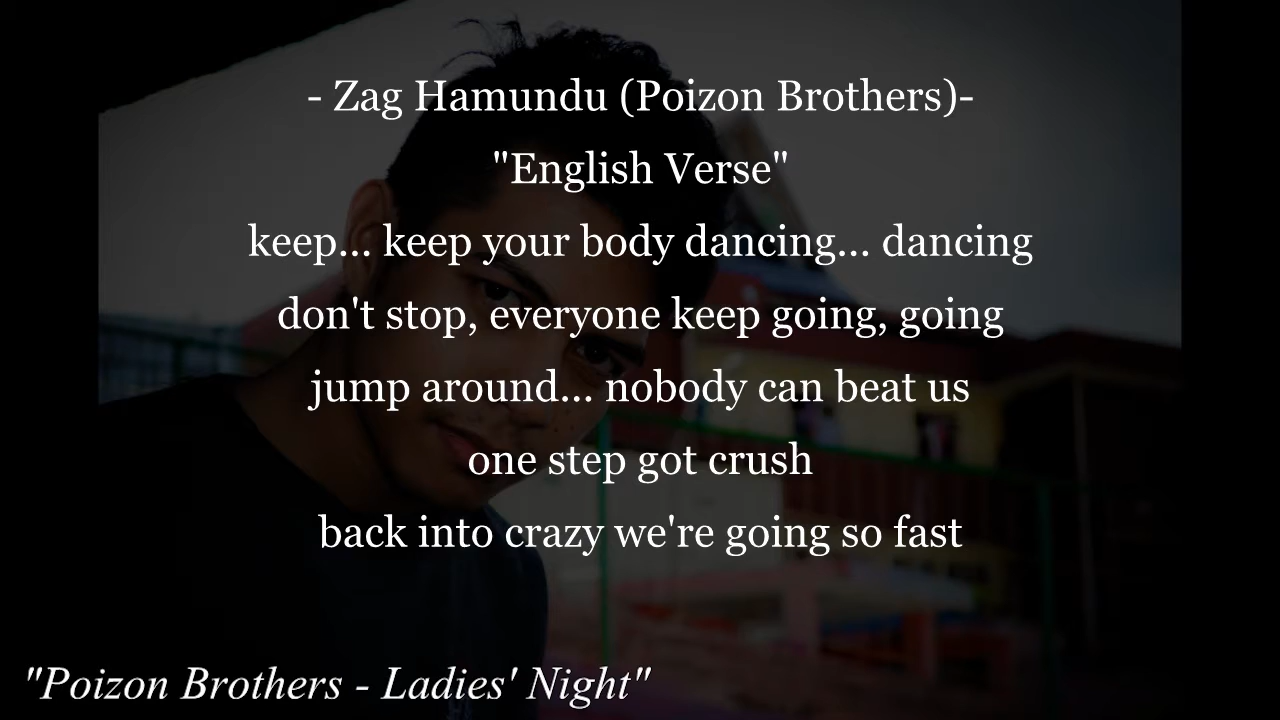 - Zag Hamundu (Poizon Brothers)-
"English Verse"
keep... keep your body dancing... dancing
don't stop, everyone keep going, going
jump around... nobody can beat us
one step got crush
back into crazy we're going so fast
"Poizon Brothers - Ladies' Night"